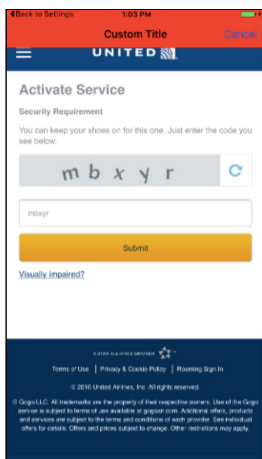 Back to Settings 1:03 PM
Custom Title Cancel
UNITED
Activate Service
Security Requirement
You can keep your shoes on for this one. Just enter the code you
see below.
m b x y r
mbxyr
Submit
Visually impaired?
A STAR ALLIANCE MEMBER
Terms of Use | Privacy & Cookie Policy | Roaming Sign In
© 2016 United Airlines, Inc. All rights reserved.
© Gogo LLC. All trademarks are the property of their respective owners. Use of the Gogo
service is subject to terms of use available at gogoair.com. Additional offers, products
and services are subject to the terms and conditions of each provider. See individual
offers for details. Offers and prices subject to change. Other restrictions may apply.